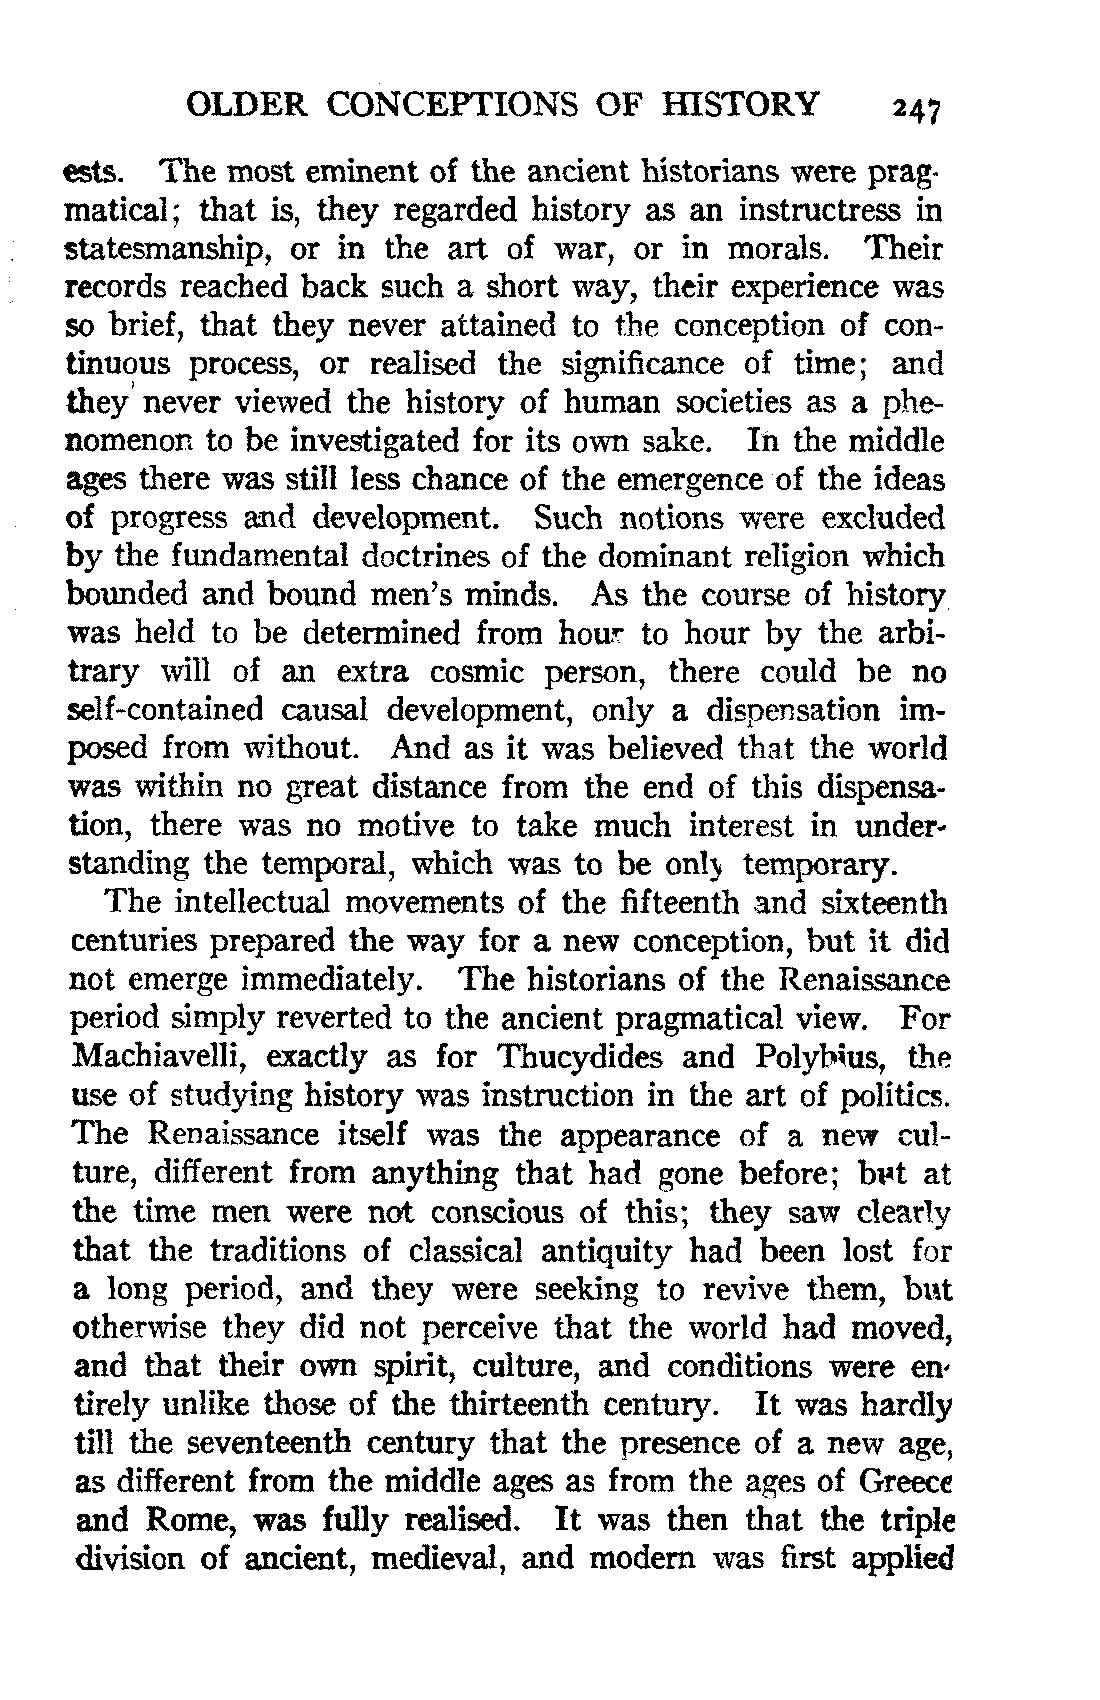 OLDER CONCEPTIONS OF HISTORY 247
ests. The most eminent of the ancient historians were prag-
matical; that is, they regarded history as an instructress in
statesmanship, or in the art of war, or in morals. Their
records reached back such a short way, their experience was
so brief, that they never attained to the conception of con-
tinuous process, or realised the significance of time; and
they never viewed the history of human societies as a phe-
nomenon to be investigated for its own sake. In the middle
ages there was still less chance of the emergence of the ideas
of progress and development. Such notions were excluded
by the fundamental doctrines of the dominant religion which
bounded and bound men's minds. As the course of history
was held to be determined from hour to hour by the arbi-
trary will of an extra cosmic person, there could be no
self-contained causal development, only a dispensation im-
posed from without. And as it was believed that the world
was within no great distance from the end of this dispensa-
tion, there was no motive to take much interest in under-
standing the temporal, which was to be only temporary.
The intellectual movements of the fifteenth and sixteenth
centuries prepared the way for a new conception, but it did
not emerge immediately. The historians of the Renaissance
period simply reverted to the ancient pragmatical view. For
Machiavelli, exactly as for Thucydides and Polybius, the
use of studying history was instruction in the art of politics.
The Renaissance itself was the appearance of a new cul-
ture, different from anything that had gone before; but at
the time men were not conscious of this; they saw clearly
that the traditions of classical antiquity had been lost for
a long period, and they were seeking to revive them, but
otherwise they did not perceive that the world had moved,
and that their own spirit, culture, and conditions were en-
tirely unlike those of the thirteenth century. It was hardly
till the seventeenth century that the presence of a new age,
as different from the middle ages as from the ages of Greece
and Rome, was fully realised. It was then that the triple
division of ancient, medieval, and modern was first applied